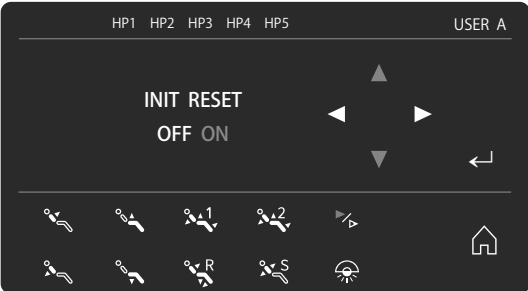 HP1 HP2 HP3 HP4 HP5 USER A
INIT RESET
OFF ON
1 2
R S